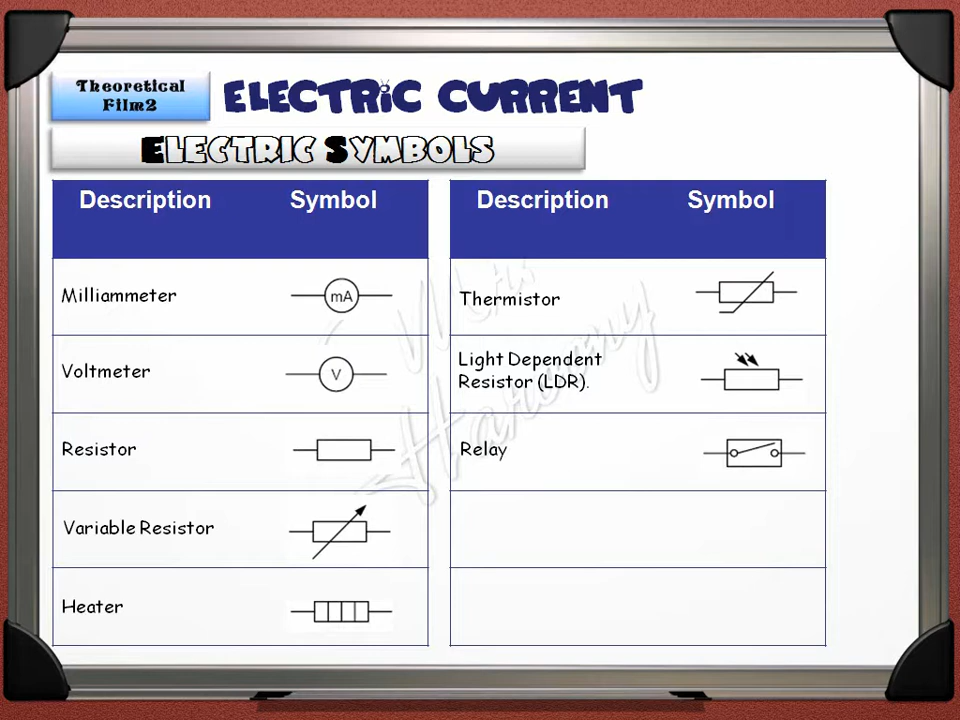 Theoretical
Film2
ELECTRIC CURRENT
ELECTRIC SYMBOLS
Description Symbol
Milliammeter mA
Voltmeter V
Resistor
Variable Resistor
Heater
Description Symbol
Thermistor
Light Dependent
Resistor (LDR).
Relay